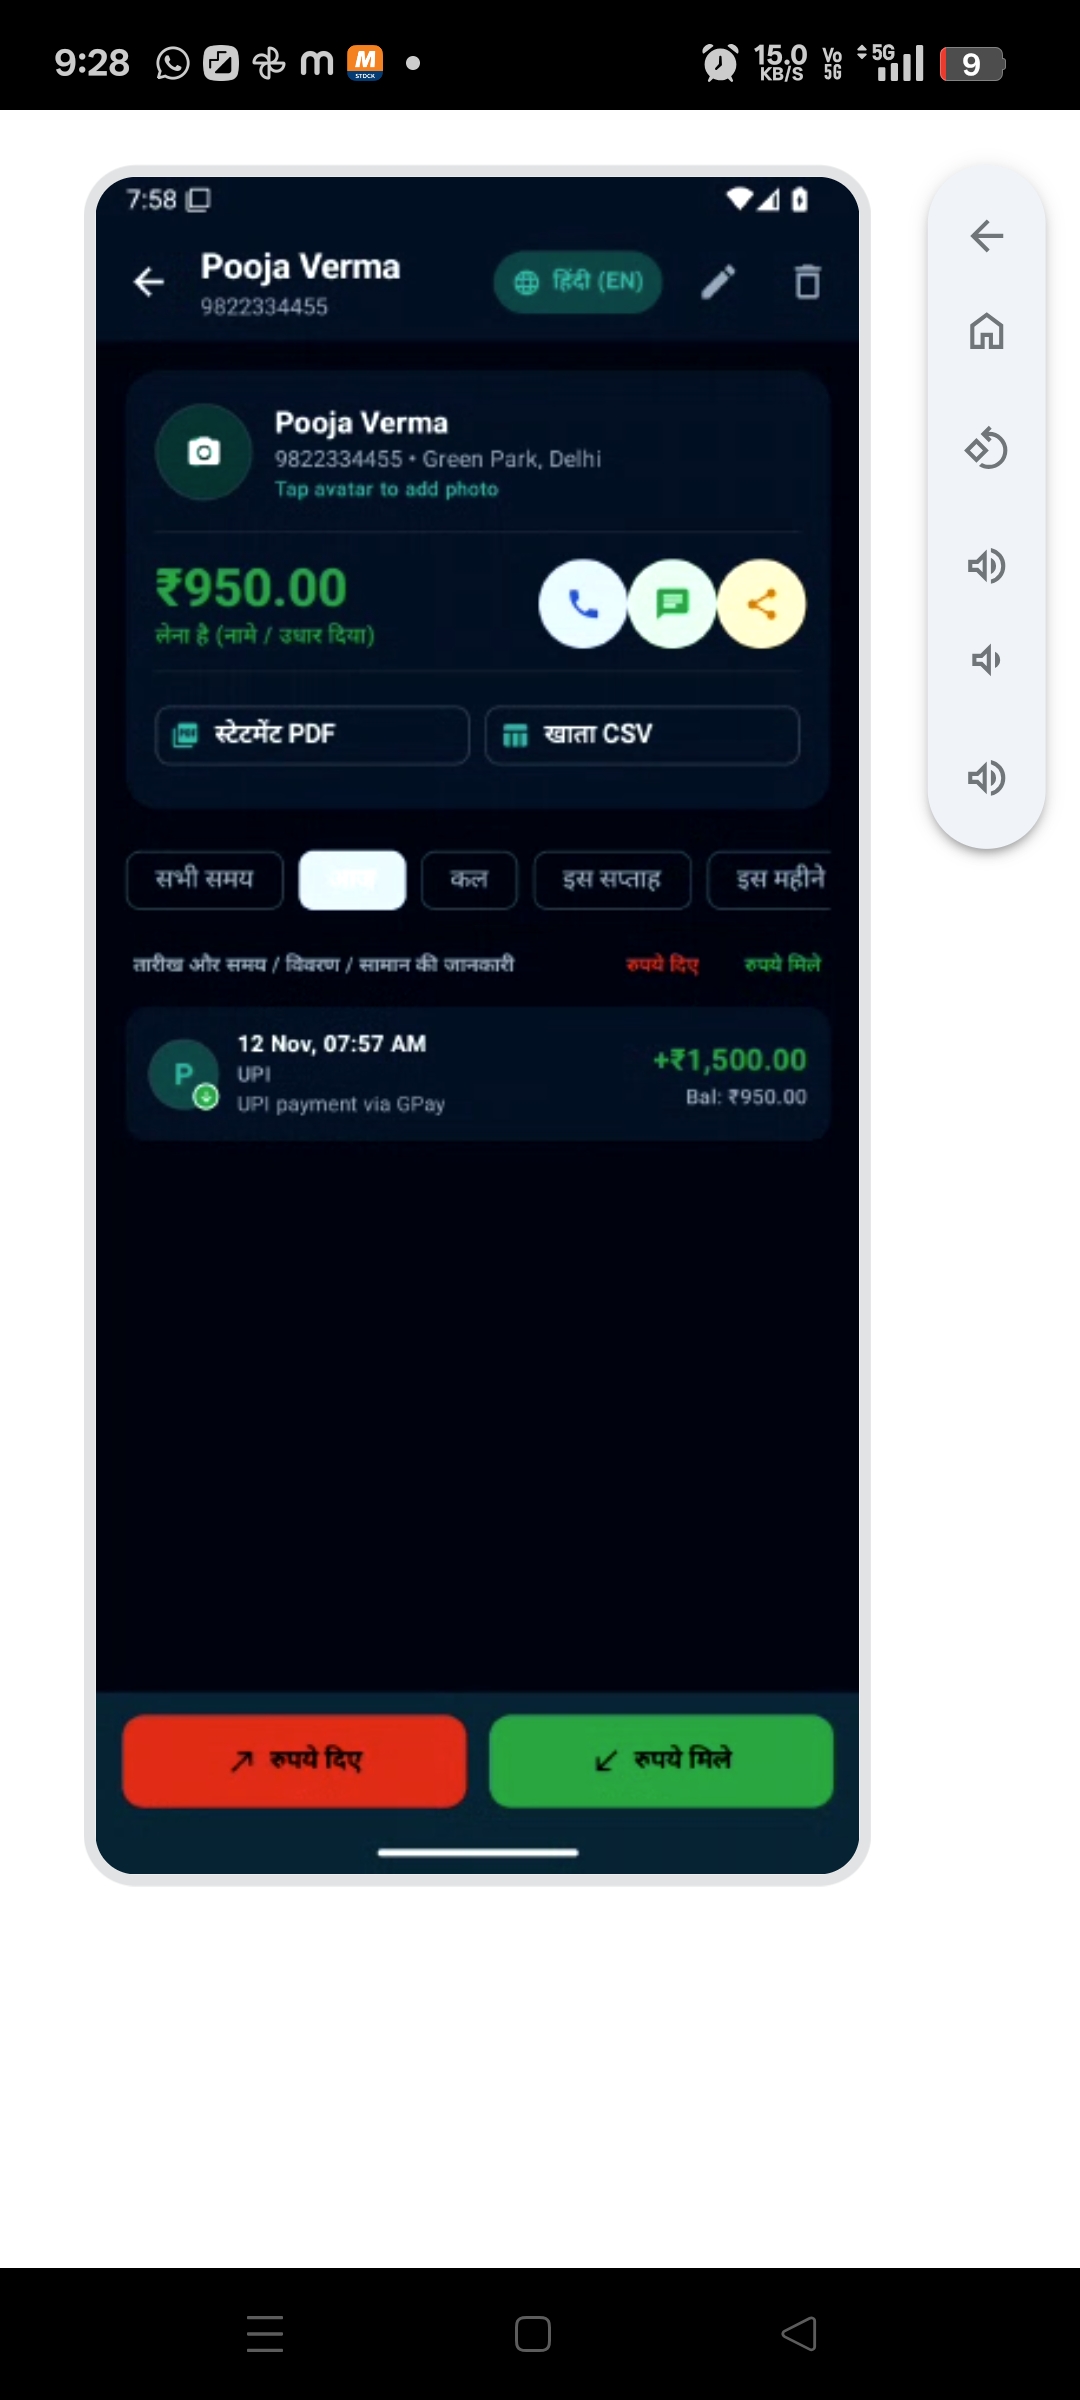 9:28
M
STOCK
15.0
KB/S
Vo
5G
5G
9
7:58
Pooja Verma
9822334455
हिंदी (EN)
Pooja Verma
9822334455 • Green Park, Delhi
Tap avatar to add photo
₹950.00
लेना है (नामे / उधार दिया)
स्टेटमेंट PDF
खाता CSV
सभी समय
कल
इस सप्ताह
इस महीने
तारीख और समय / विवरण / सामान की जानकारी
रुपये दिए
रुपये मिले
P
12 Nov, 07:57 AM
UPI
UPI payment via GPay
+₹1,500.00
Bal: ₹950.00
रुपये दिए
रुपये मिले